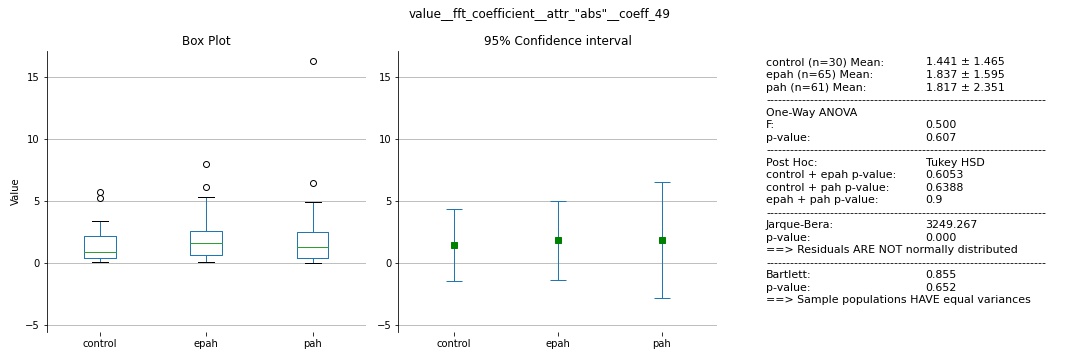 value__fft_coefficient__attr_"abs"__coeff_49
Box Plot
Value
15
10
5
0
−5
control epah pah
95% Confidence interval
15
10
5
0
−5
control epah pah
control (n=30) Mean: 1.441 ± 1.465
epah (n=65) Mean: 1.837 ± 1.595
pah (n=61) Mean: 1.817 ± 2.351
One-Way ANOVA
F: 0.500
p-value: 0.607
Post Hoc: Tukey HSD
control + epah p-value: 0.6053
control + pah p-value: 0.6388
epah + pah p-value: 0.9
Jarque-Bera: 3249.267
p-value: 0.000
==> Residuals ARE NOT normally distributed
Bartlett: 0.855
p-value: 0.652
==> Sample populations HAVE equal variances